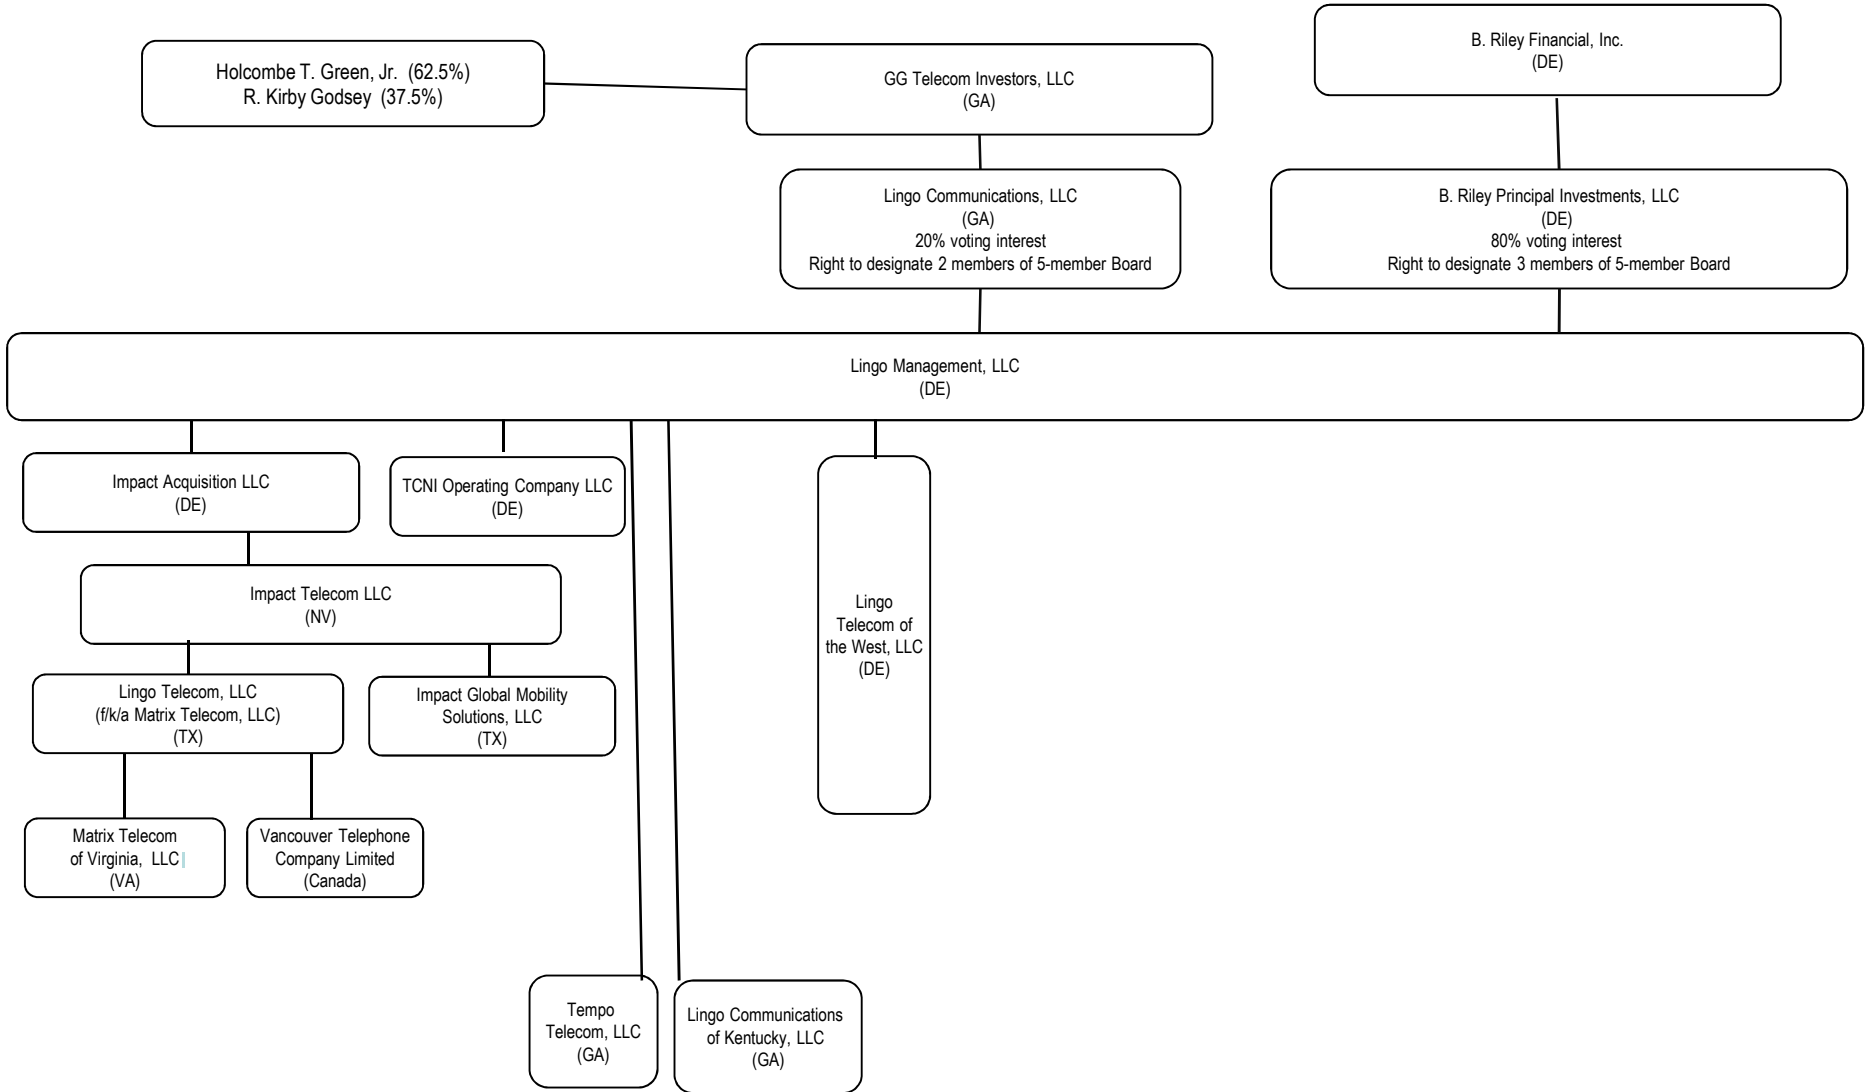 Holcombe T. Green, Jr. (62.5%)
R. Kirby Godsey (37.5%)
GG Telecom Investors, LLC
(GA)
B. Riley Financial, Inc.
(DE)
Lingo Communications, LLC
(GA)
20% voting interest
Right to designate 2 members of 5-member Board
B. Riley Principal Investments, LLC
(DE)
80% voting interest
Right to designate 3 members of 5-member Board
Lingo Management, LLC
(DE)
Impact Acquisition LLC
(DE)
TCNI Operating Company LLC
(DE)
Impact Telecom LLC
(NV)
Lingo
Telecom of
the West, LLC
(DE)
Lingo Telecom, LLC
(f/k/a Matrix Telecom, LLC)
(TX)
Impact Global Mobility
Solutions, LLC
(TX)
Matrix Telecom
of Virginia, LLC
(VA)
Vancouver Telephone
Company Limited
(Canada)
Tempo
Telecom, LLC
(GA)
Lingo Communications
of Kentucky, LLC
(GA)